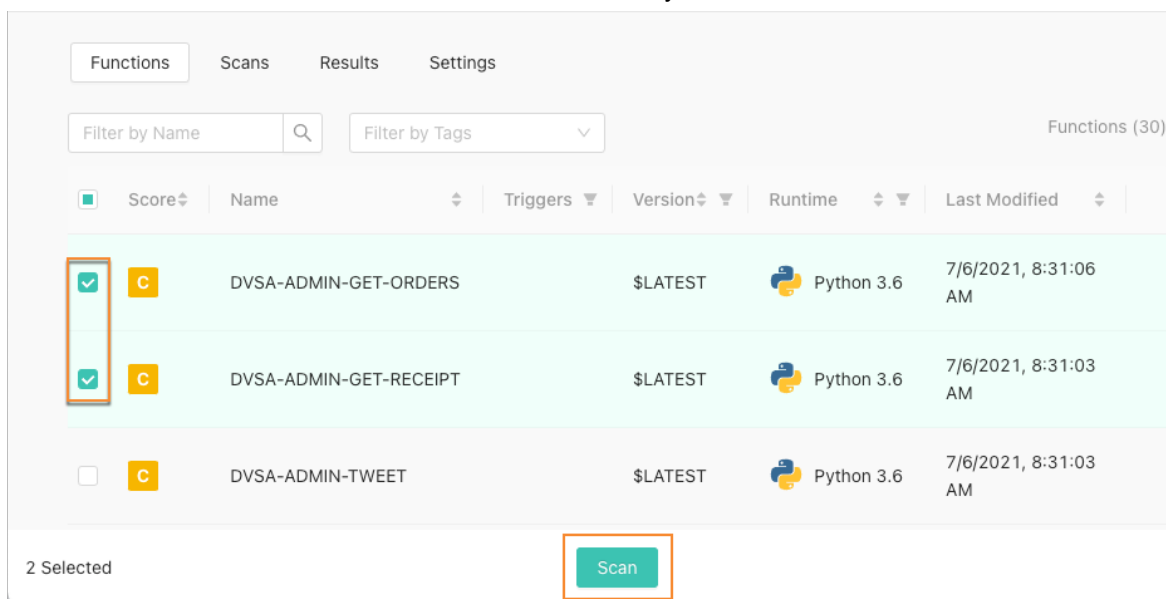 Functions Scans Results Settings
Filter by Name Filter by Tags Functions (30)
Score Name Triggers Version Runtime Last Modified
C DVSA-ADMIN-GET-ORDERS $LATEST Python 3.6 7/6/2021, 8:31:06
AM
C DVSA-ADMIN-GET-RECEIPT $LATEST Python 3.6 7/6/2021, 8:31:03
AM
C DVSA-ADMIN-TWEET $LATEST Python 3.6 7/6/2021, 8:31:03
AM
2 Selected Scan